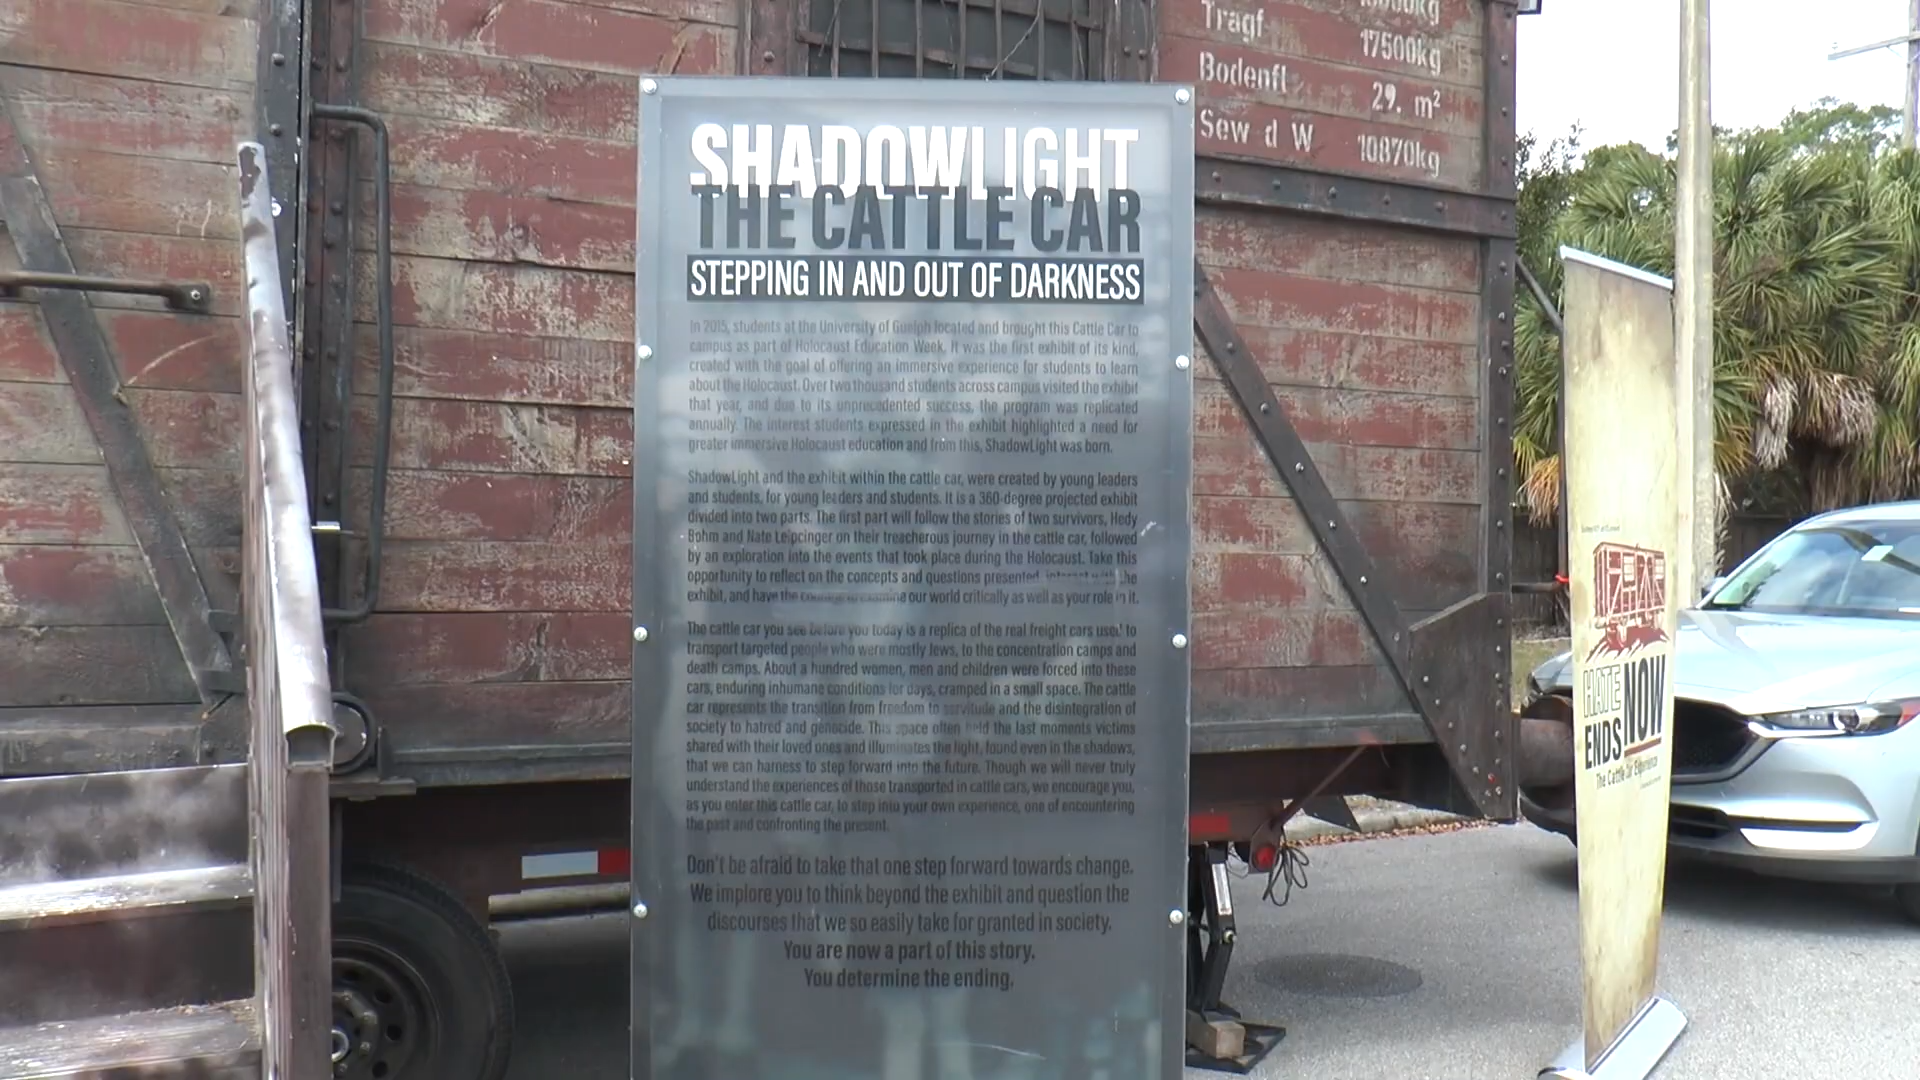 Tragf 17500kg
Bodenfl 29. m²
Sew d W 10870kg
SHADOWLIGHT
THE CATTLE CAR
STEPPING IN AND OUT OF DARKNESS
In 2015, students at the University of Guelph located and brought this Cattle Car to
campus as part of Holocaust Education Week. It was the first exhibit of its kind,
created with the goal of offering an immersive experience for students to learn
about the Holocaust. Over two thousand students across campus visited the exhibit
that year, and due to its unprecedented success, the program was replicated
annually. The interest students expressed in the exhibit highlighted a need for
greater immersive Holocaust education and from this, ShadowLight was born.
ShadowLight and the exhibit within the cattle car, were created by young leaders
and students, for young leaders and students. It is a 360-degree projected exhibit
divided into two parts. The first part will follow the stories of two survivors, Hedy
Bohm and Nate Leipcinger on their treacherous journey in the cattle car, followed
by an exploration into the events that took place during the Holocaust. Take this
opportunity to reflect on the concepts and questions presented, interact with the
exhibit, and have the courage to examine our world critically as well as your role in it.
The cattle car you see before you today is a replica of the real freight cars used to
transport targeted people who were mostly Jews, to the concentration camps and
death camps. About a hundred women, men and children were forced into these
cars, enduring inhumane conditions for days, cramped in a small space. The cattle
car represents the transition from freedom to servitude and the disintegration of
society to hatred and genocide. This space often held the last moments victims
shared with their loved ones and illuminates the light, found even in the shadows,
that we can harness to step forward into the future. Though we will never truly
understand the experiences of those transported in cattle cars, we encourage you,
as you enter this cattle car, to step into your own experience, one of encountering
the past and confronting the present.
Don't be afraid to take that one step forward towards change.
We implore you to think beyond the exhibit and question the
discourses that we so easily take for granted in society.
You are now a part of this story.
You determine the ending.
HATE
ENDS NOW
The Cattle Car Experience